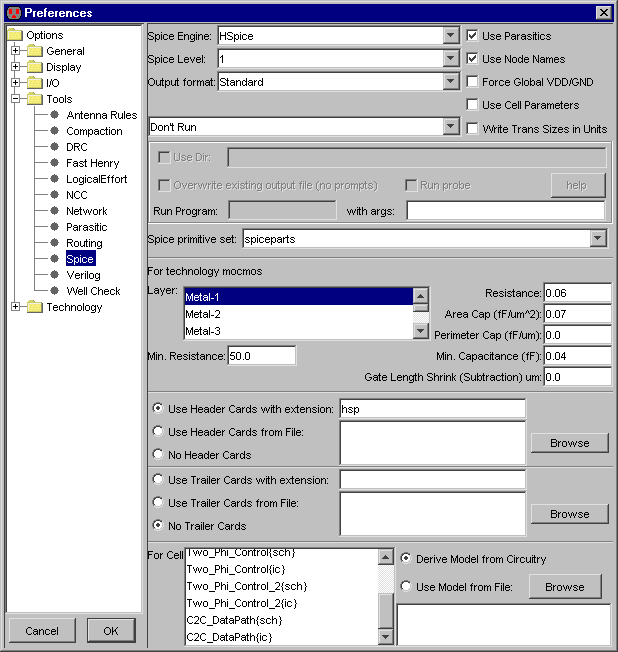 Preferences
Options
General
Display
I/O
Tools
Antenna Rules
Compaction
DRC
Fast Henry
LogicalEffort
NCC
Network
Parasitic
Routing
Spice
Verilog
Well Check
Technology
Cancel
OK
Spice Engine: HSpice
Use Parasitics
Spice Level: 1
Use Node Names
Output format: Standard
Force Global VDD/GND
Use Cell Parameters
Don't Run
Write Trans Sizes in Units
Use Dir:
Overwrite existing output file (no prompts)
Run probe
help
Run Program:
with args:
Spice primitive set: spiceparts
For technology mocmos
Layer:
Metal-1
Metal-2
Metal-3
Resistance: 0.06
Area Cap (fF/um^2): 0.07
Perimeter Cap (fF/um): 0.0
Min. Resistance: 50.0
Min. Capacitance (fF): 0.04
Gate Length Shrink (Subtraction) um: 0.0
Use Header Cards with extension: hsp
Use Header Cards from File:
Browse
No Header Cards
Use Trailer Cards with extension:
Use Trailer Cards from File:
Browse
No Trailer Cards
For Cell
Two_Phi_Control{sch}
Two_Phi_Control{ic}
Two_Phi_Control_2{sch}
Two_Phi_Control_2{ic}
C2C_DataPath{sch}
C2C_DataPath{ic}
Derive Model from Circuitry
Use Model from File:
Browse